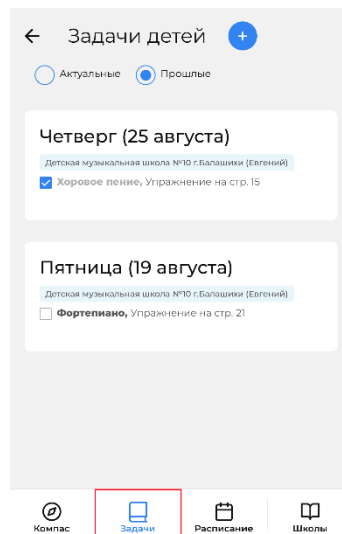 Задачи детей
Актуальные Прошлые
Четверг (25 августа)
Детская музыкальная школа №10 г.Балашихи (Евгений)
Хоровое пение, Упражнение на стр. 15
Пятница (19 августа)
Детская музыкальная школа №10 г.Балашихи (Евгений)
Фортепиано, Упражнение на стр. 21
Компас Задачи Расписание Школы